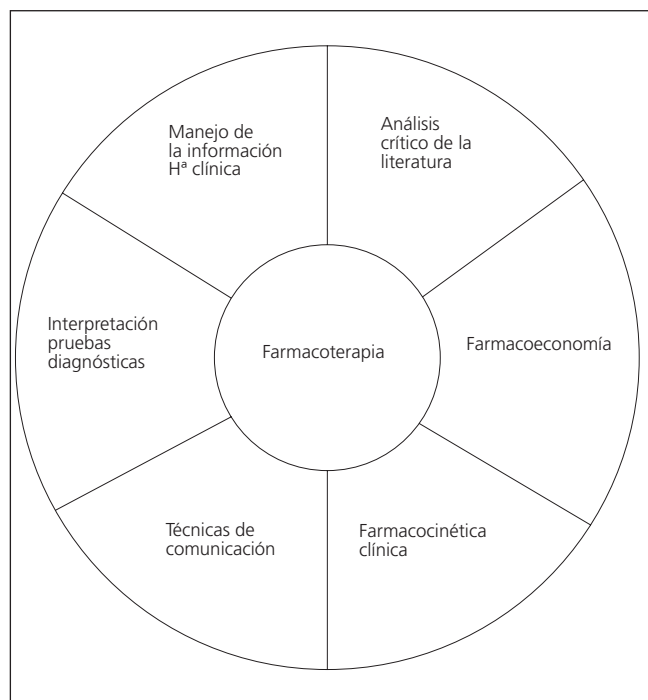 Manejo de
la información
Hª clínica
Análisis
crítico de la
literatura
Interpretación
pruebas
diagnósticas
Farmacoterapia
Farmacoeconomía
Técnicas de
comunicación
Farmacocinética
clínica